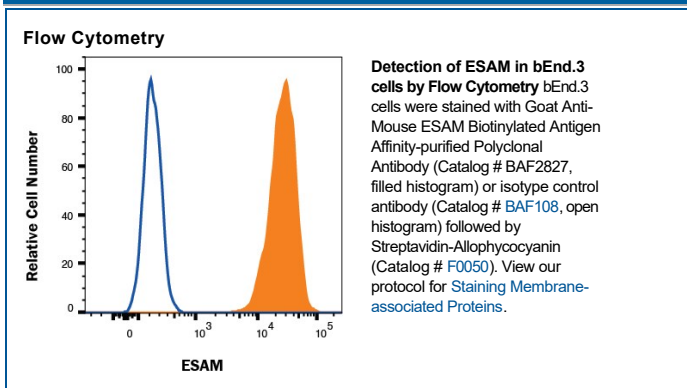 Flow Cytometry
100
80
60
40
20
0
Relative Cell Number
0
10³
10⁴
10⁵
ESAM
Detection of ESAM in bEnd.3
cells by Flow Cytometry bEnd.3
cells were stained with Goat Anti-
Mouse ESAM Biotinylated Antigen
Affinity-purified Polyclonal
Antibody (Catalog # BAF2827,
filled histogram) or isotype control
antibody (Catalog # BAF108, open
histogram) followed by
Streptavidin-Allophycocyanin
(Catalog # F0050). View our
protocol for Staining Membrane-
associated Proteins.